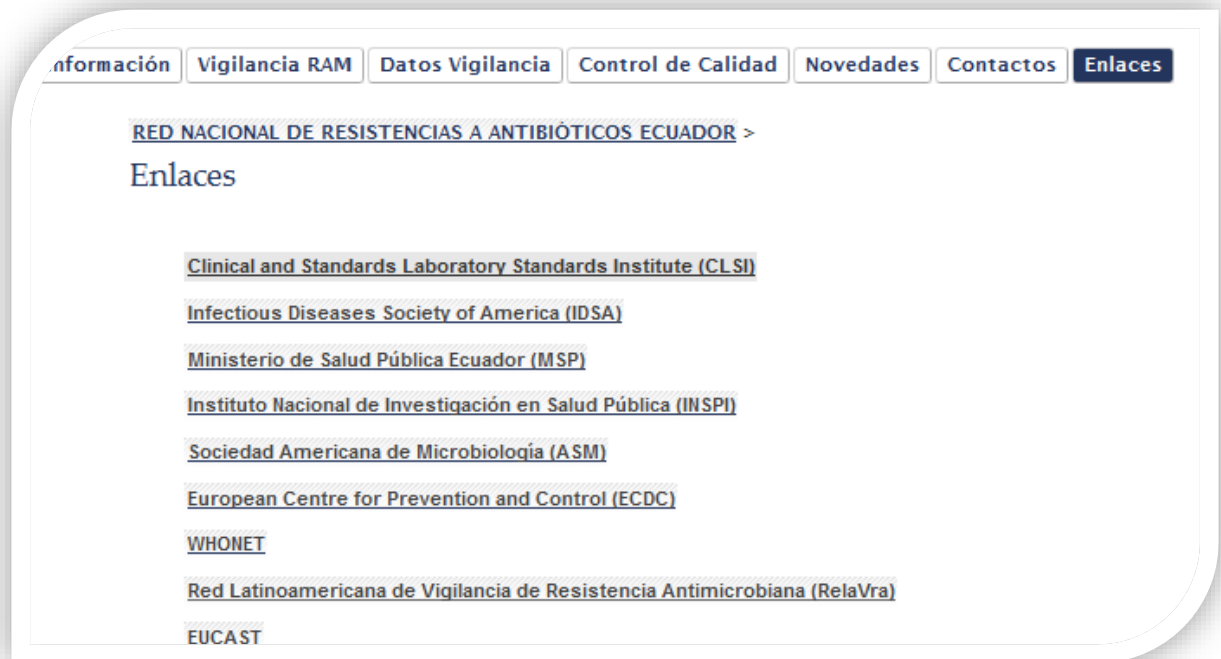 nformación Vigilancia RAM Datos Vigilancia Control de Calidad Novedades Contactos Enlaces
RED NACIONAL DE RESISTENCIAS A ANTIBIÓTICOS ECUADOR >
Enlaces
Clinical and Standards Laboratory Standards Institute (CLSI)
Infectious Diseases Society of America (IDSA)
Ministerio de Salud Pública Ecuador (MSP)
Instituto Nacional de Investigación en Salud Pública (INSPI)
Sociedad Americana de Microbiología (ASM)
European Centre for Prevention and Control (ECDC)
WHONET
Red Latinoamericana de Vigilancia de Resistencia Antimicrobiana (RelaVra)
EUCAST